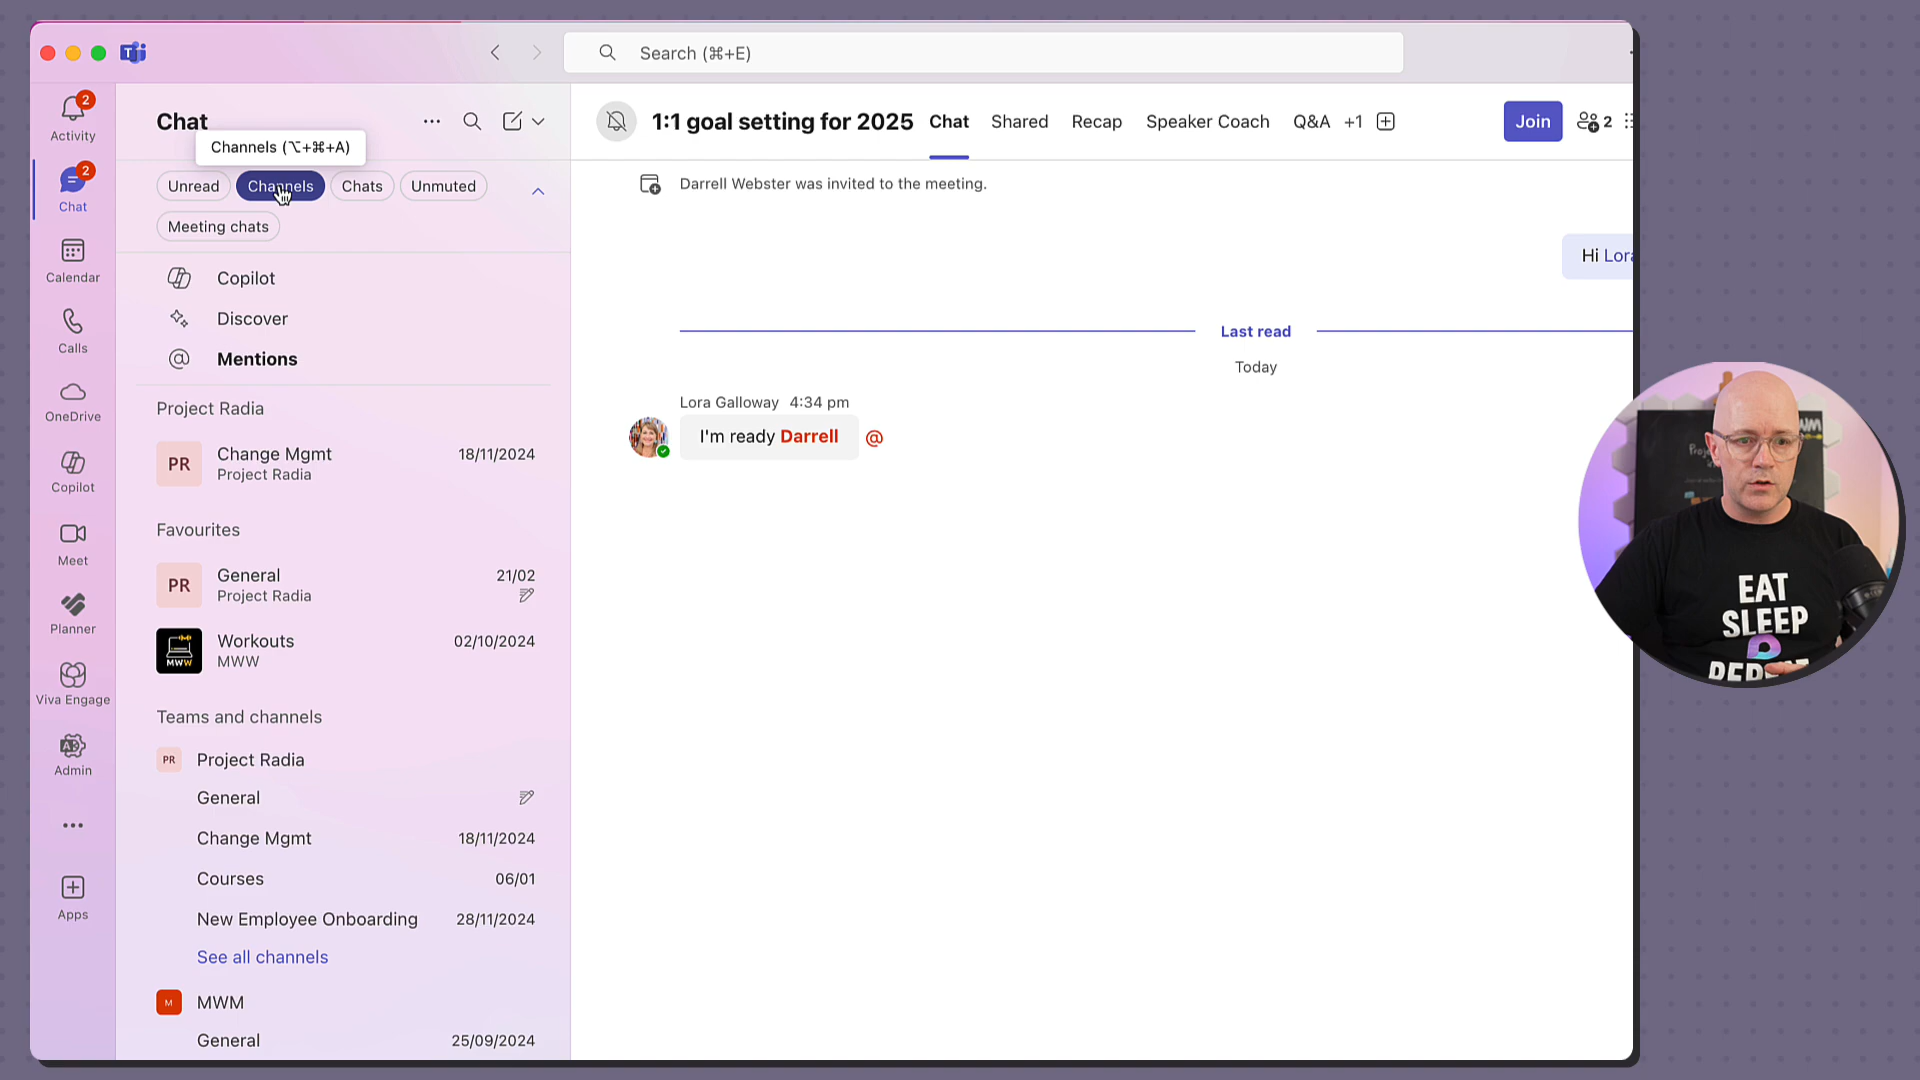 Search (⌘+E)
2
Activity
2
Chat
Calendar
Calls
OneDrive
Copilot
Meet
Planner
Viva Engage
Admin
Apps
Chat
Channels (⌥+⌘+A)
Unread
Channels
Chats
Unmuted
Meeting chats
Copilot
Discover
Mentions
Project Radia
PR
Change Mgmt
18/11/2024
Project Radia
Favourites
PR
General
21/02
Project Radia
MWW
Workouts
02/10/2024
MWW
Teams and channels
PR
Project Radia
General
Change Mgmt
18/11/2024
Courses
06/01
New Employee Onboarding
28/11/2024
See all channels
M
MWM
General
25/09/2024
1:1 goal setting for 2025
Chat
Shared
Recap
Speaker Coach
Q&A
+1
Join
2
Darrell Webster was invited to the meeting.
Hi Lora
Last read
Today
Lora Galloway 4:34 pm
I'm ready Darrell
@
EAT
SLEEP